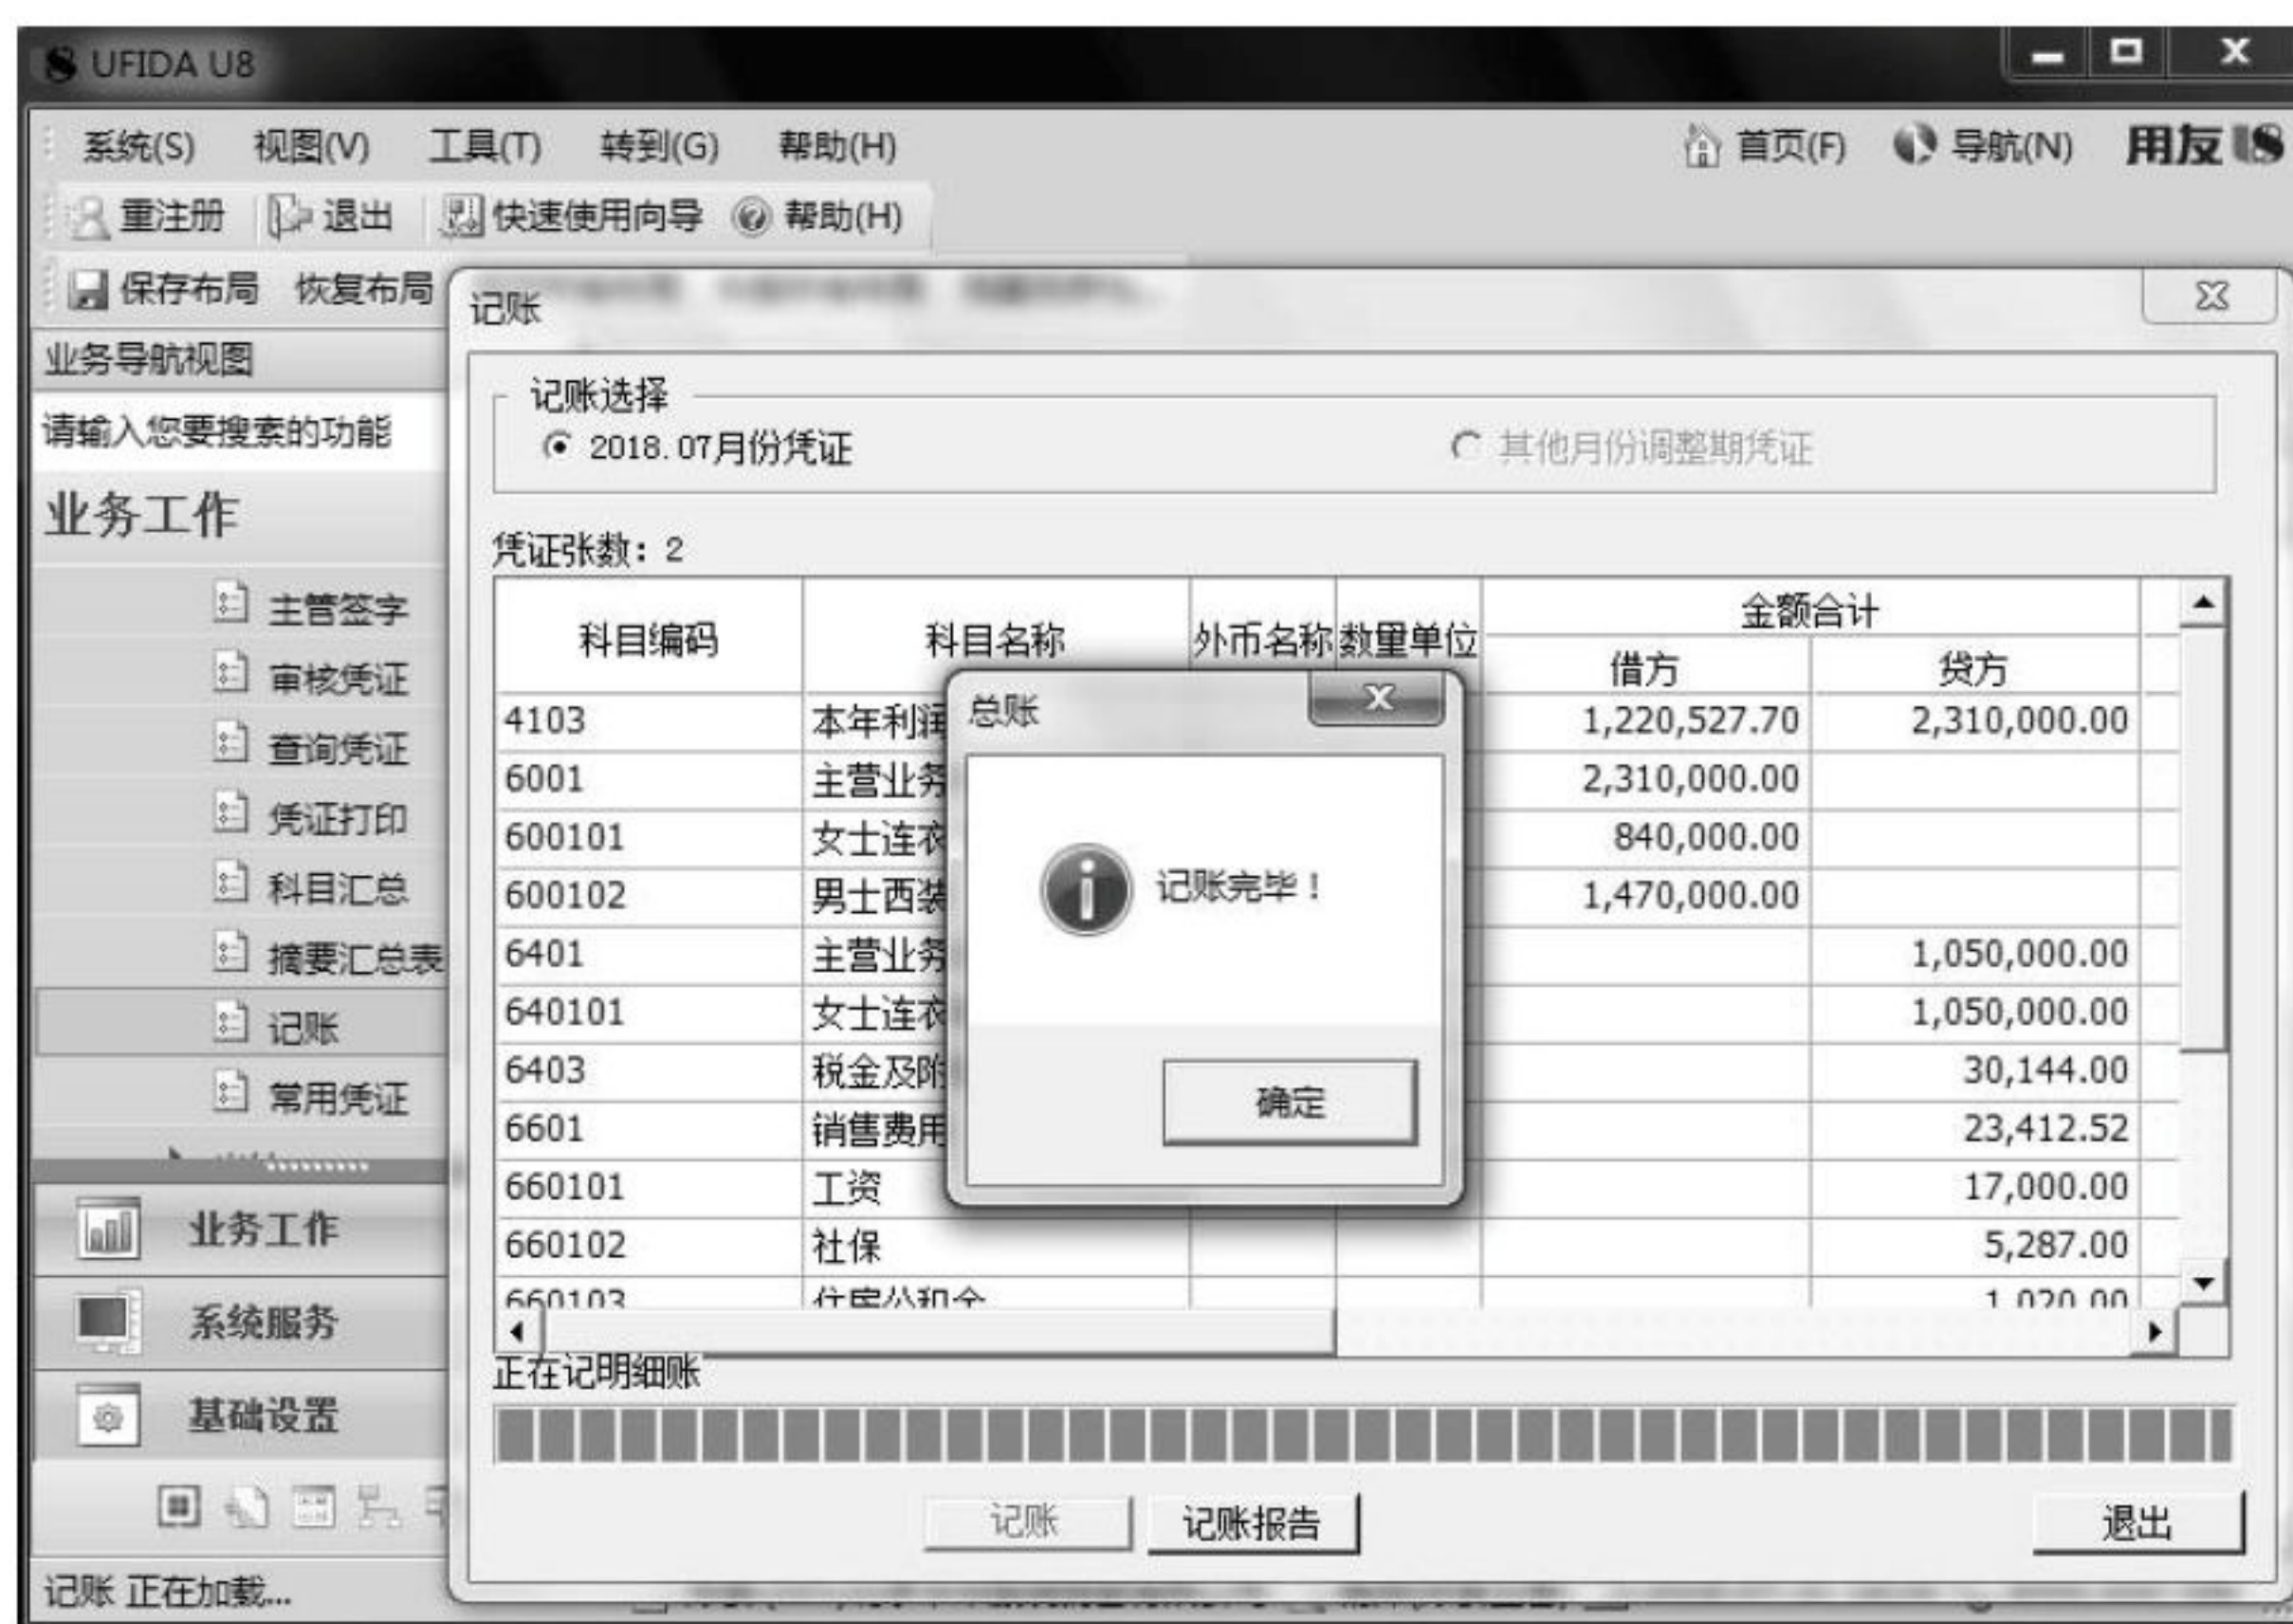 UFIDA U8
系统(S) 视图(V) 工具(T) 转到(G) 帮助(H) 首页(F) 导航(N) 用友 U8
重注册 退出 快速使用向导 帮助(H)
保存布局 恢复布局
业务导航视图
请输入您要搜索的功能
业务工作
主管签字
审核凭证
查询凭证
凭证打印
科目汇总
摘要汇总表
记账
常用凭证
业务工作
系统服务
基础设置
记账 正在加载...
记账
记账选择
2018.07月份凭证 其他月份调整期凭证
凭证张数: 2
科目编码 科目名称 外币名称 数量单位 金额合计
借方 贷方
4103 本年利润 1,220,527.70 2,310,000.00
6001 主营业务 2,310,000.00
600101 女士连衣 840,000.00
600102 男士西装 1,470,000.00
6401 主营业务 1,050,000.00
640101 女士连衣 1,050,000.00
6403 税金及附 30,144.00
6601 销售费用 23,412.52
660101 工资 17,000.00
660102 社保 5,287.00
660103 住房公积金 1,020.00
正在记明细账
记账 记账报告 退出
总账
记账完毕!
确定